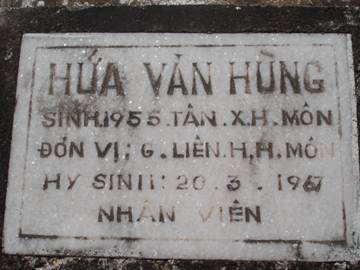 HỨA VĂN HÙNG
SINH.1955.TÂN.X.H.MÔN
ĐƠN VỊ; G.LIÊN.H,H.MÔN
HY SINH: 20.3.1967
NHÂN VIÊN